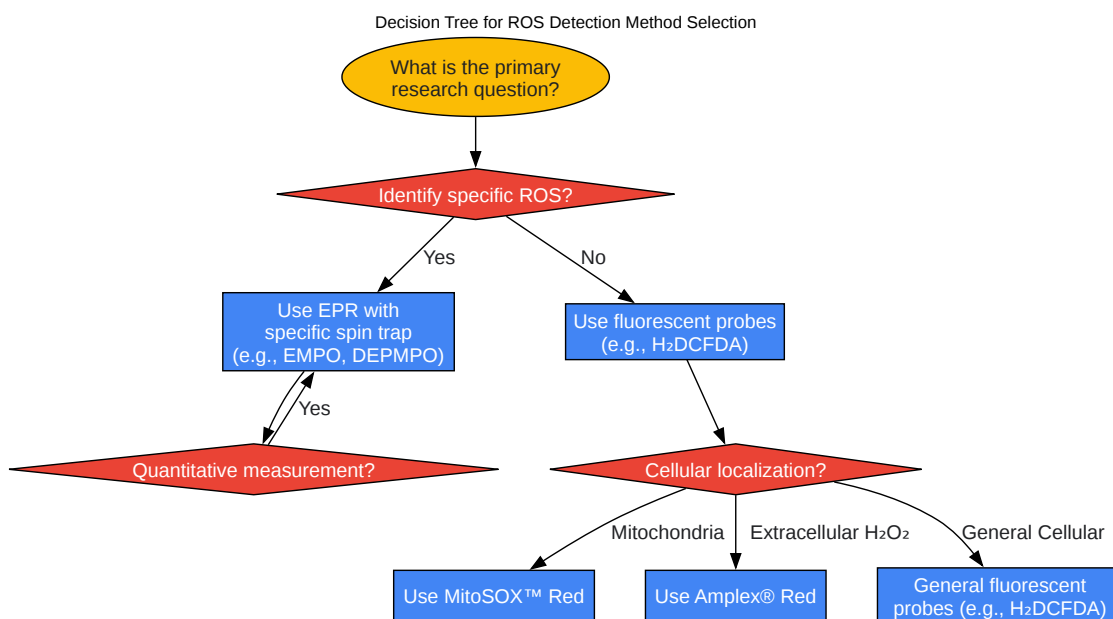 Decision Tree for ROS Detection Method Selection
What is the primary
research question?
Identify specific ROS?
Yes
No
Use EPR with
specific spin trap
(e.g., EMPO, DEPMPO)
Use fluorescent probes
(e.g., H₂DCFDA)
Yes
Quantitative measurement?
Cellular localization?
Mitochondria
Extracellular H₂O₂
General Cellular
Use MitoSOX™ Red
Use Amplex® Red
General fluorescent
probes (e.g., H₂DCFDA)